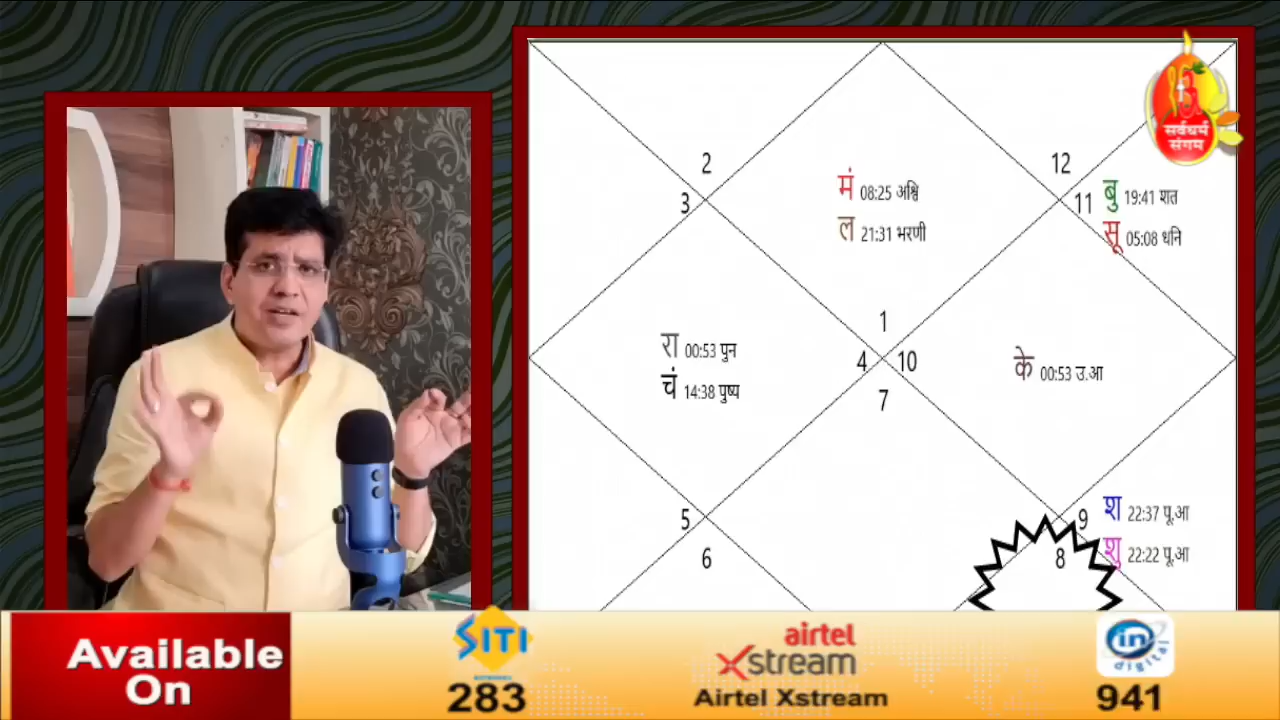 सर्वधर्म
संगम
2
12
3
मं 08:25 अश्वि
ल 21:31 भरणी
11
बु 19:41 शत
सू 05:08 धनि
1
रा 00:53 पुन
चं 14:38 पुष्य
4
10
के 00:53 उ.आ
7
5
6
9
श 22:37 पू.आ
8
शु 22:22 पू.आ
Available
On
SITI
283
airtel
Xstream
Airtel Xstream
in
digital
941